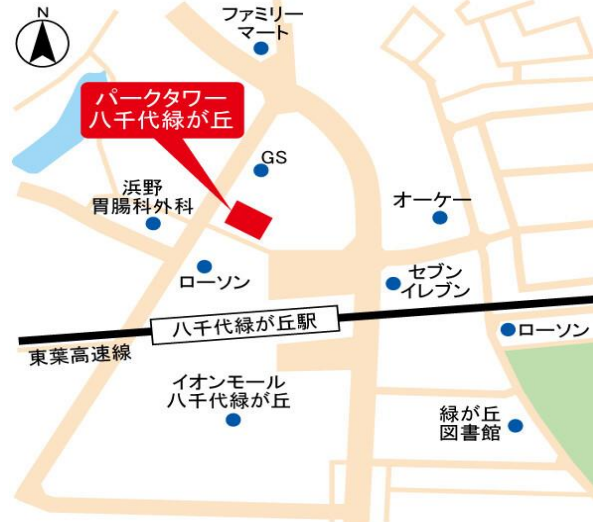 N
ファミリー
マート
パークタワー
八千代緑が丘
GS
浜野
胃腸科外科
オーケー
ローソン
セブン
イレブン
八千代緑が丘駅
ローソン
東葉高速線
イオンモール
八千代緑が丘
緑が丘
図書館